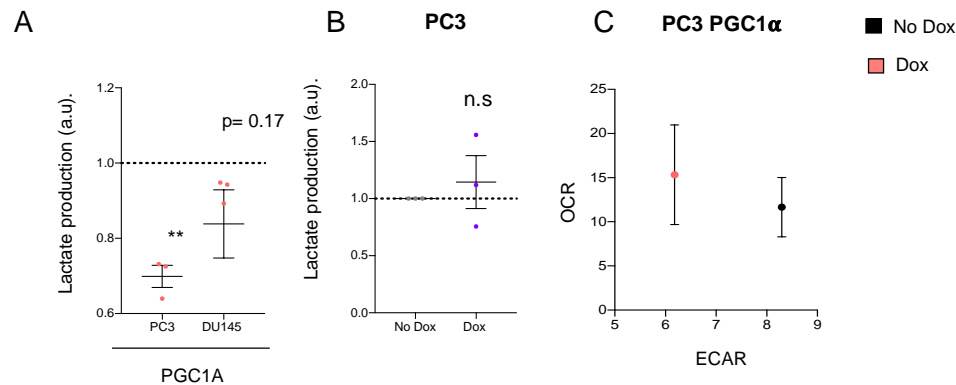 A
Lactate production (a.u).
1.2
1.0
0.8
0.6
p= 0.17
**
PC3
DU145
PGC1A
B
PC3
Lactate production (a.u).
2.0
1.5
1.0
0.5
0.0
n.s
No Dox
Dox
C
PC3 PGC1α
OCR
25
20
15
10
5
0
5
6
7
8
9
ECAR
No Dox
Dox